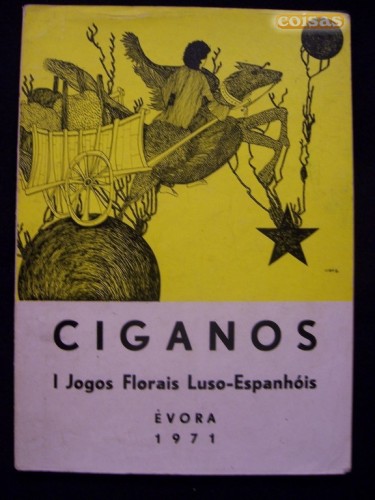 coisas
CIGANOS
I Jogos Florais Luso-Espanhóis
ÉVORA
1971